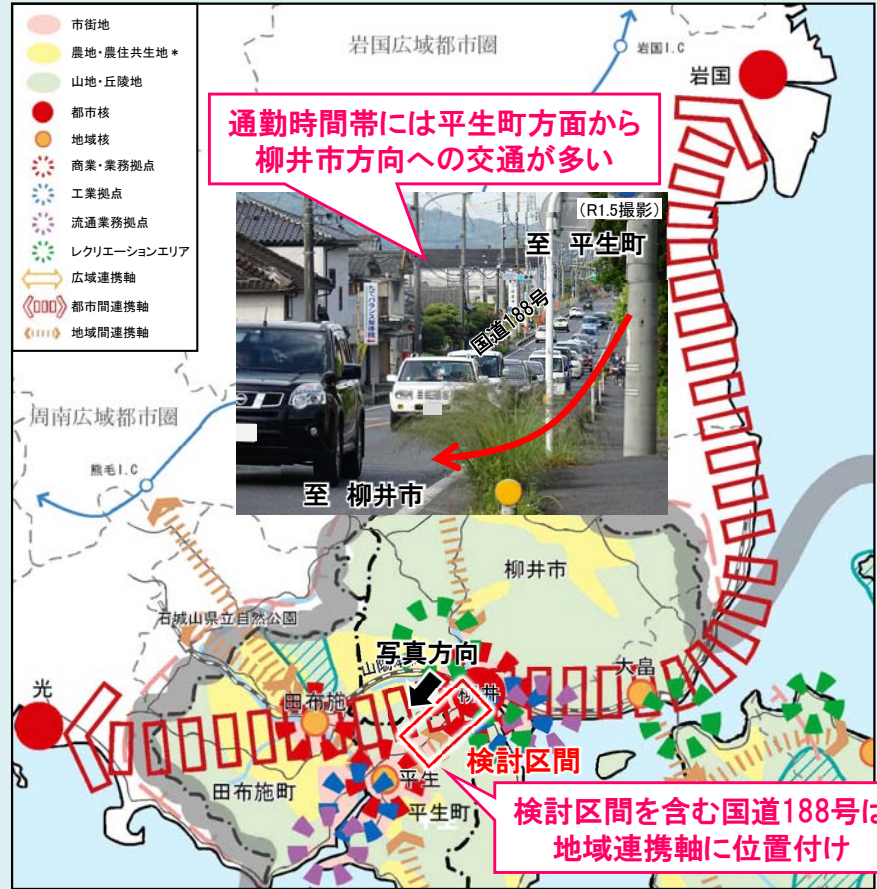 市街地
農地・農住共生地*
山地・丘陵地
都市核
地域核
商業・業務拠点
工業拠点
流通業務拠点
レクリエーションエリア
広域連携軸
都市間連携軸
地域間連携軸
岩国広域都市圏
岩国I.C
岩国
通勤時間帯には平生町方面から
柳井市方向への交通が多い
(R1.5撮影)
至 平生町
国道188号
至 柳井市
周南広域都市圏
熊毛I.C
柳井市
石城山県立自然公園
山陽
写真方向
大畠
光
田布施
柳井
検討区間
平生
田布施町
平生町
検討区間を含む国道188号は
地域連携軸に位置付け